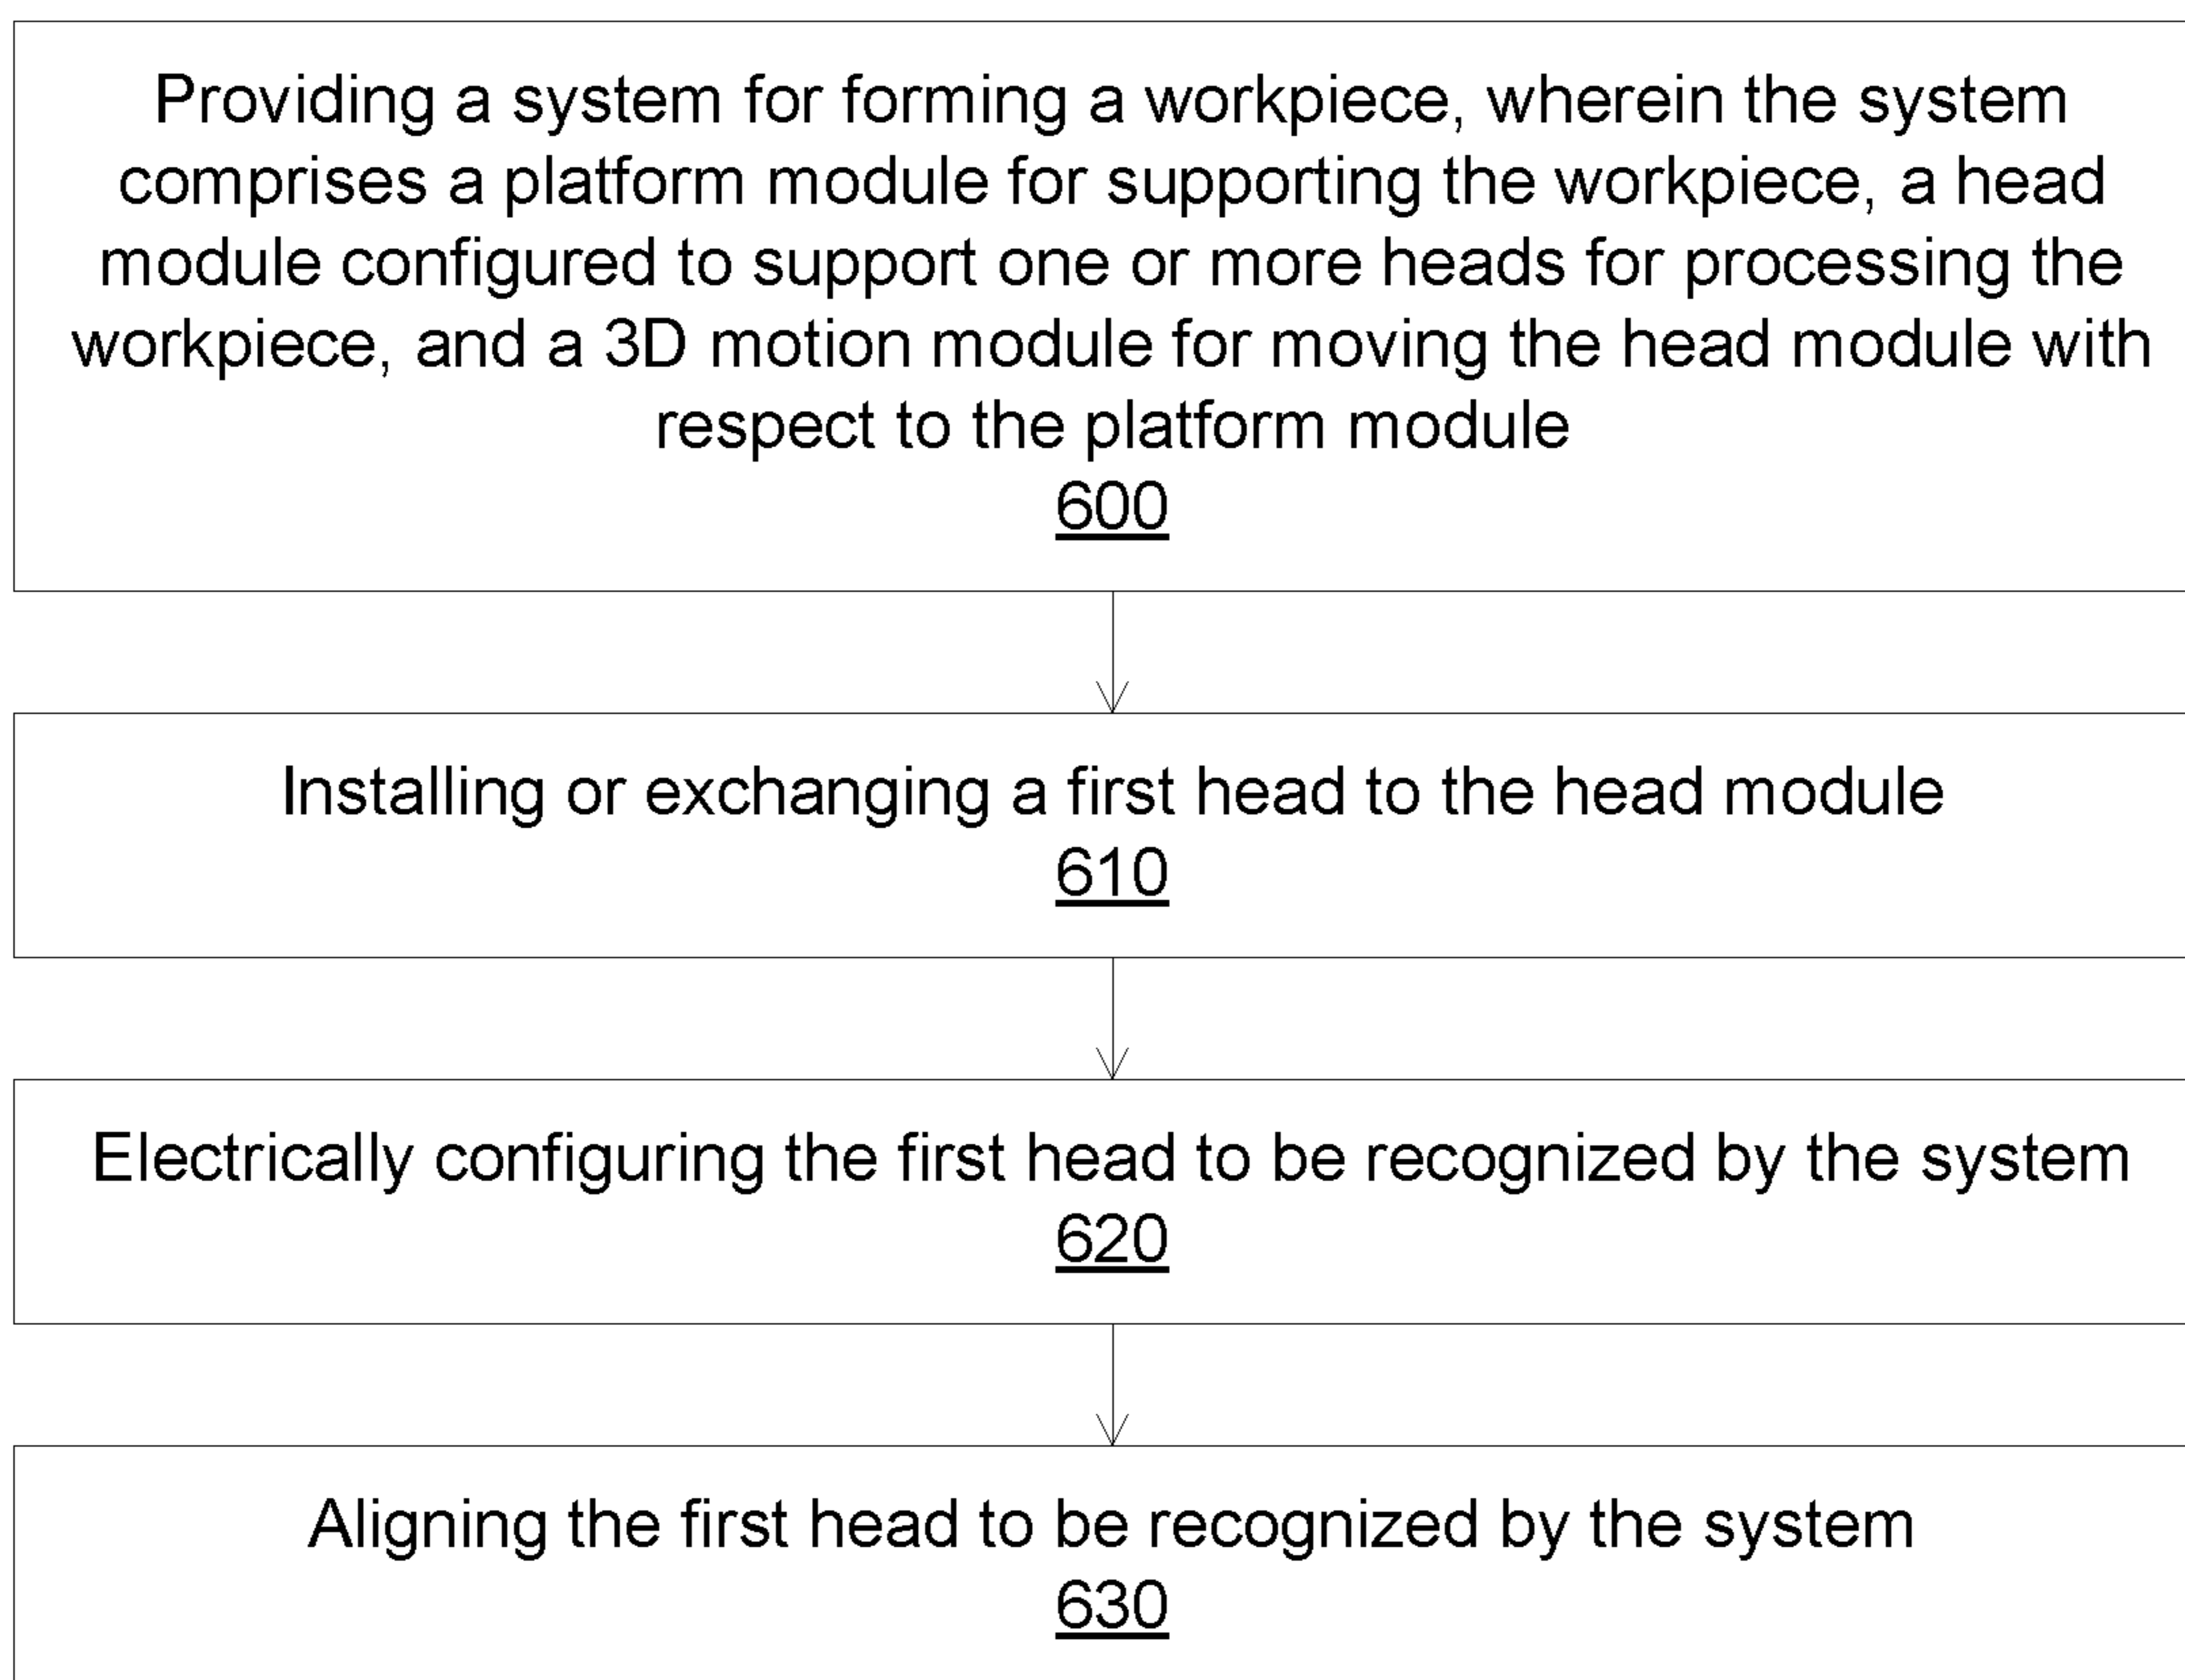 Providing a system for forming a workpiece, wherein the system
comprises a platform module for supporting the workpiece, a head
module configured to support one or more heads for processing the
workpiece, and a 3D motion module for moving the head module with
respect to the platform module
600
Installing or exchanging a first head to the head module
610
Electrically configuring the first head to be recognized by the system
620
Aligning the first head to be recognized by the system
630